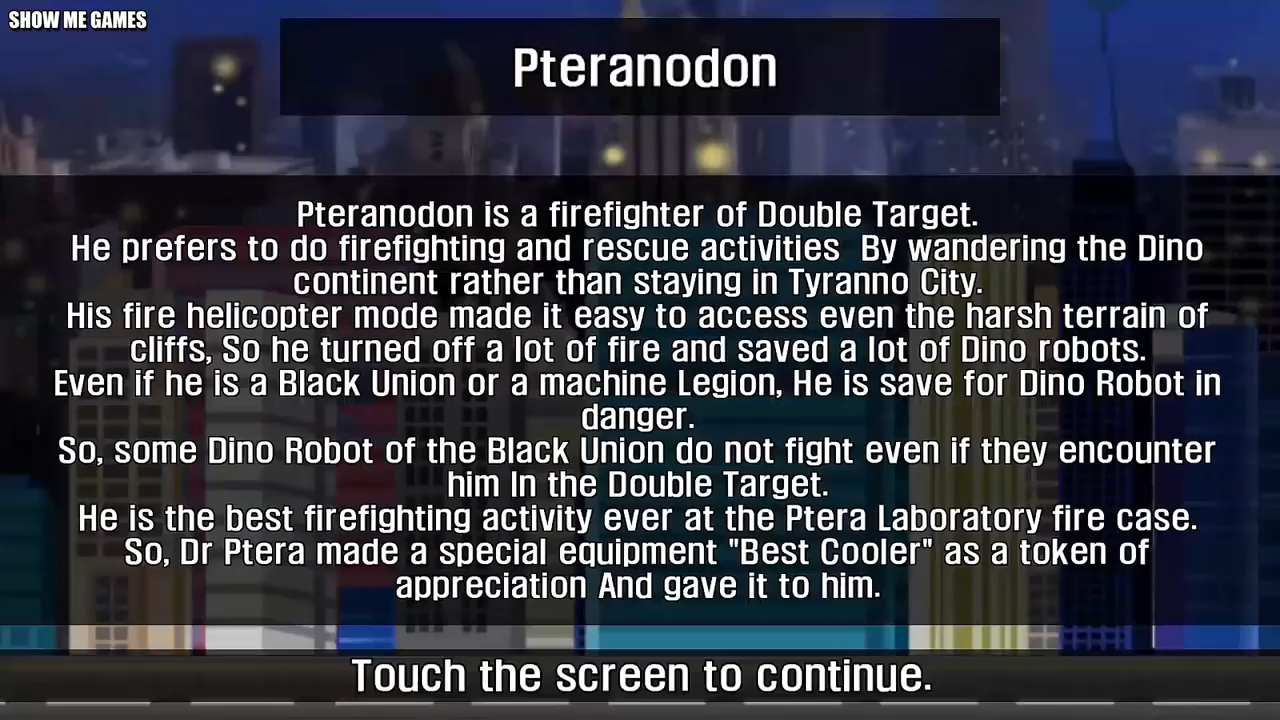 SHOW ME GAMES
Pteranodon
Pteranodon is a firefighter of Double Target.
He prefers to do firefighting and rescue activities  By wandering the Dino
continent rather than staying in Tyranno City.
His fire helicopter mode made it easy to access even the harsh terrain of
cliffs, So he turned off a lot of fire and saved a lot of Dino robots.
Even if he is a Black Union or a machine Legion, He is save for Dino Robot in
danger.
So, some Dino Robot of the Black Union do not fight even if they encounter
him In the Double Target.
He is the best firefighting activity ever at the Ptera Laboratory fire case.
So, Dr Ptera made a special equipment "Best Cooler" as a token of
appreciation And gave it to him.
Touch the screen to continue.